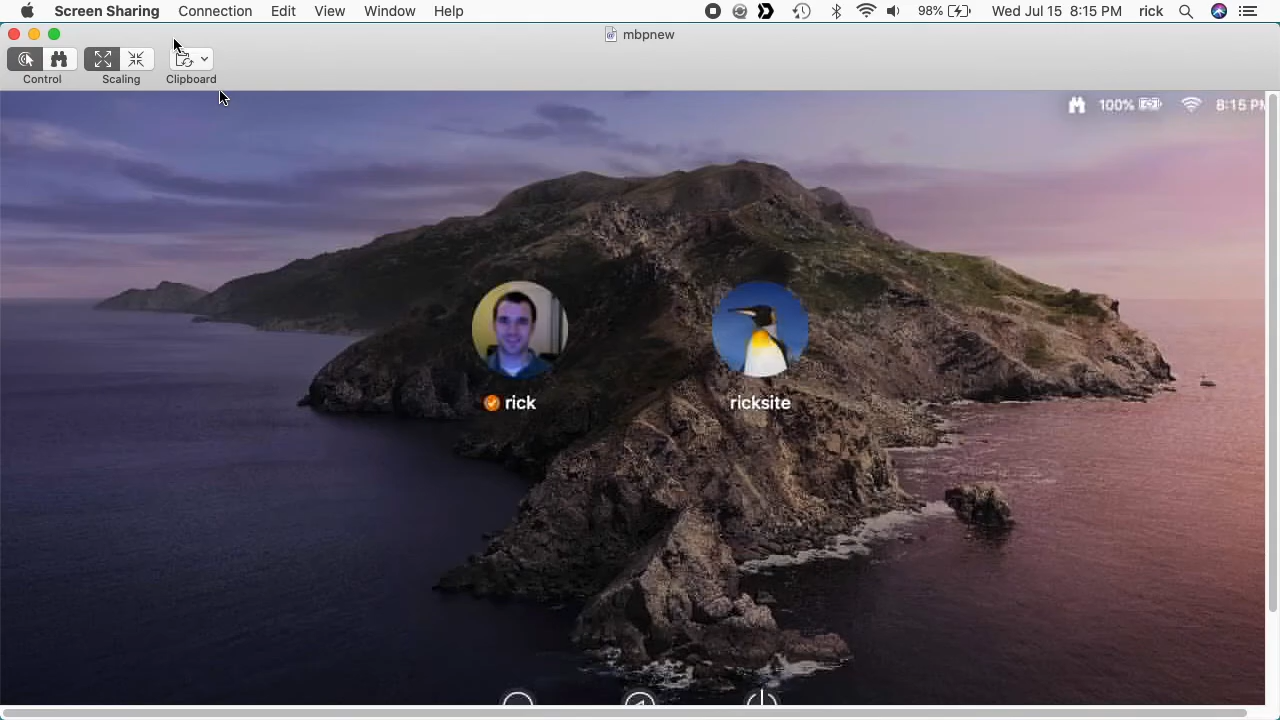 Screen Sharing Connection Edit View Window Help 98% Wed Jul 15 8:15 PM rick
mbpnew
Control Scaling Clipboard
100% 8:15 PM
rick ricksite